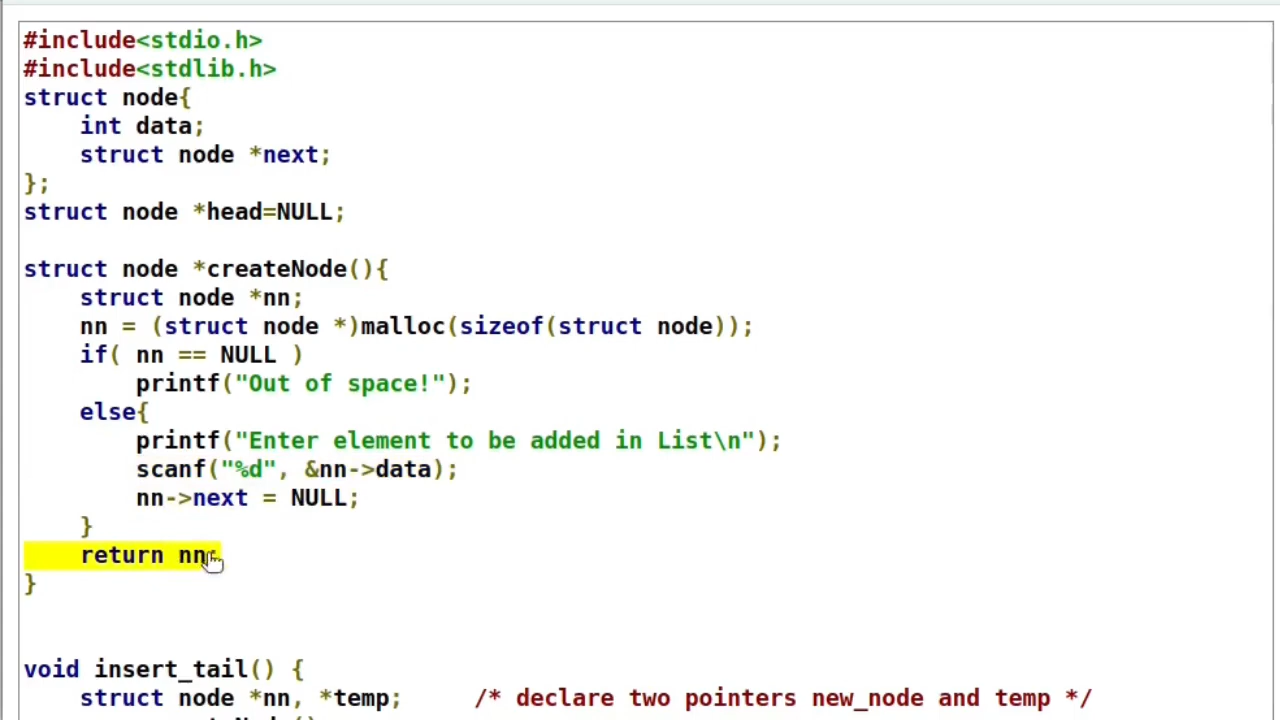 #include<stdio.h>
#include<stdlib.h>
struct node{
    int data;
    struct node *next;
};
struct node *head=NULL;

struct node *createNode(){
    struct node *nn;
    nn = (struct node *)malloc(sizeof(struct node));
    if( nn == NULL )
        printf("Out of space!");
    else{
        printf("Enter element to be added in List\n");
        scanf("%d", &nn->data);
        nn->next = NULL;
    }
    return nn
}

void insert_tail() {
    struct node *nn, *temp;     /* declare two pointers new_node and temp */